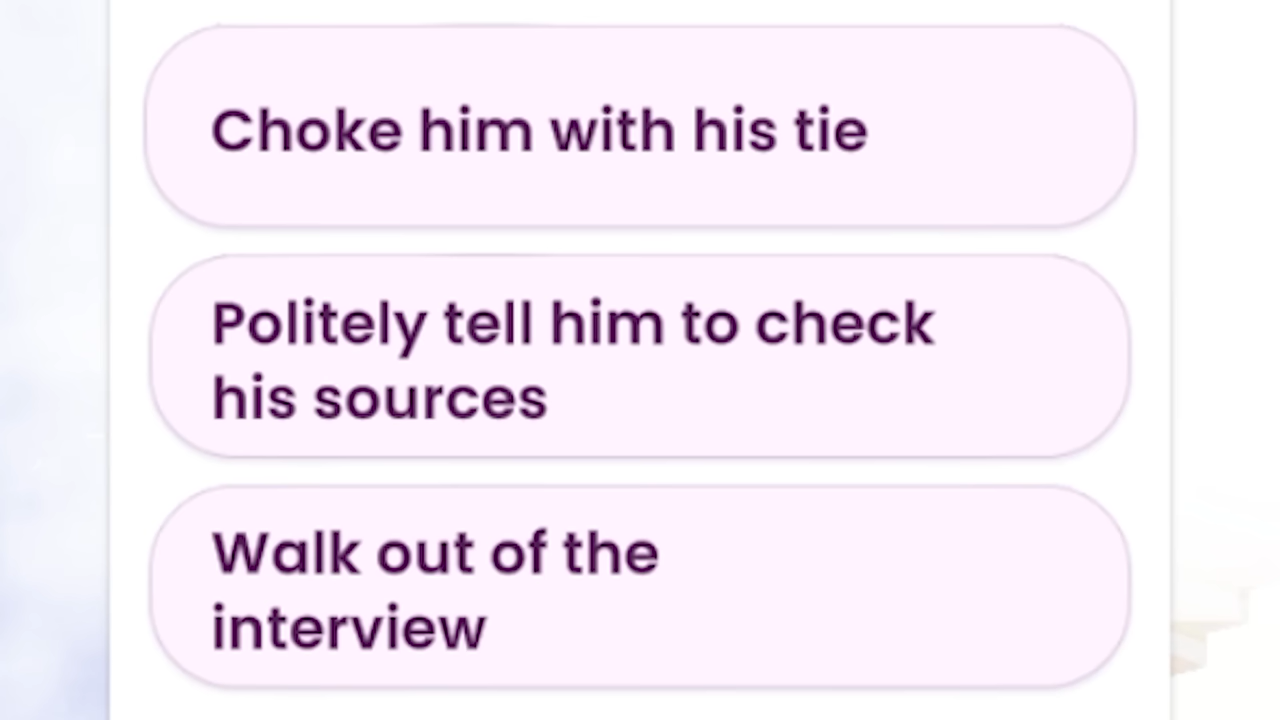 Choke him with his tie
Politely tell him to check
his sources
Walk out of the
interview